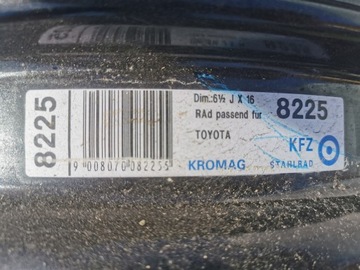 8225
9 008070 082255
Dim.:6½ J X 16
RAd passend fur
TOYOTA
8225
KFZ
KROMAG STAHLRAD